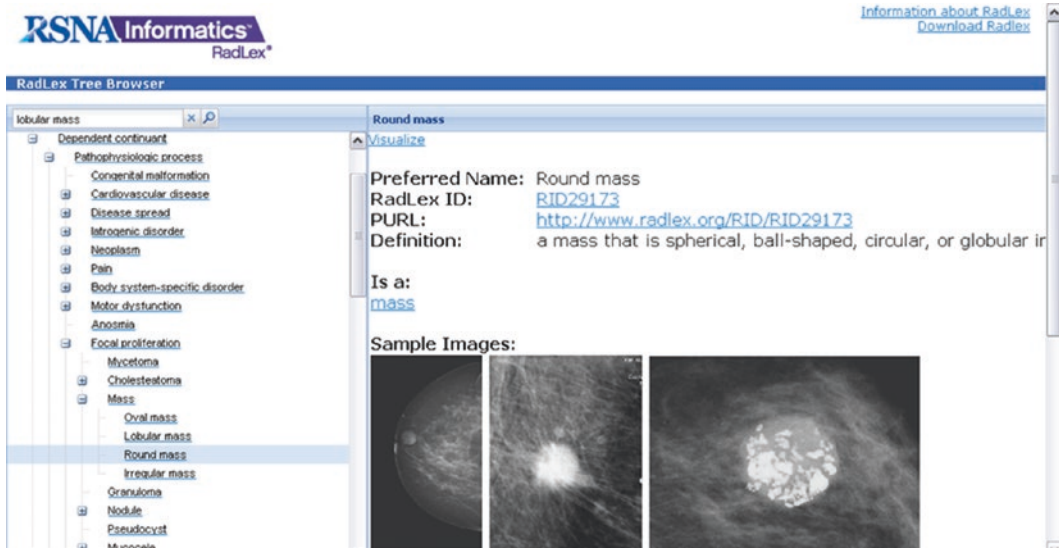 RSNA Informatics
RadLex®
Information about RadLex
Download Radlex
RadLex Tree Browser
lobular mass
Dependent continuant
Pathophysiologic process
Congenital malformation
Cardiovascular disease
Disease spread
Iatrogenic disorder
Neoplasm
Pain
Body system-specific disorder
Motor dysfunction
Anosmia
Focal proliferation
Mycetoma
Cholesteatoma
Mass
Oval mass
Lobular mass
Round mass
Irregular mass
Granuloma
Nodule
Pseudocyst
Mucocele
Round mass
Visualize
Preferred Name: Round mass
RadLex ID: RID29173
PURL: http://www.radlex.org/RID/RID29173
Definition: a mass that is spherical, ball-shaped, circular, or globular
Is a:
mass
Sample Images: